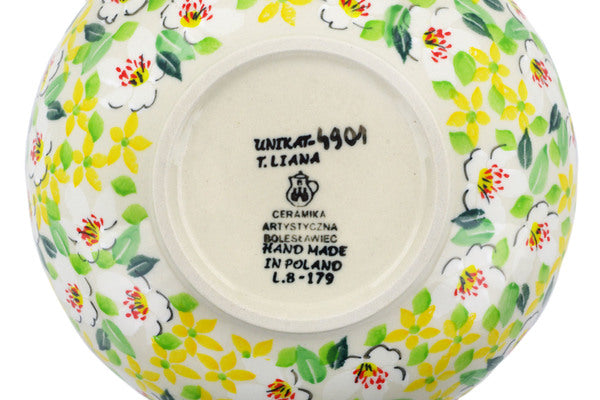 UNIKAT-4901
T.LIANA
CERAMIKA
ARTYSTYCZNA
BOLESŁAWIEC
HAND MADE
IN POLAND
L.8-179